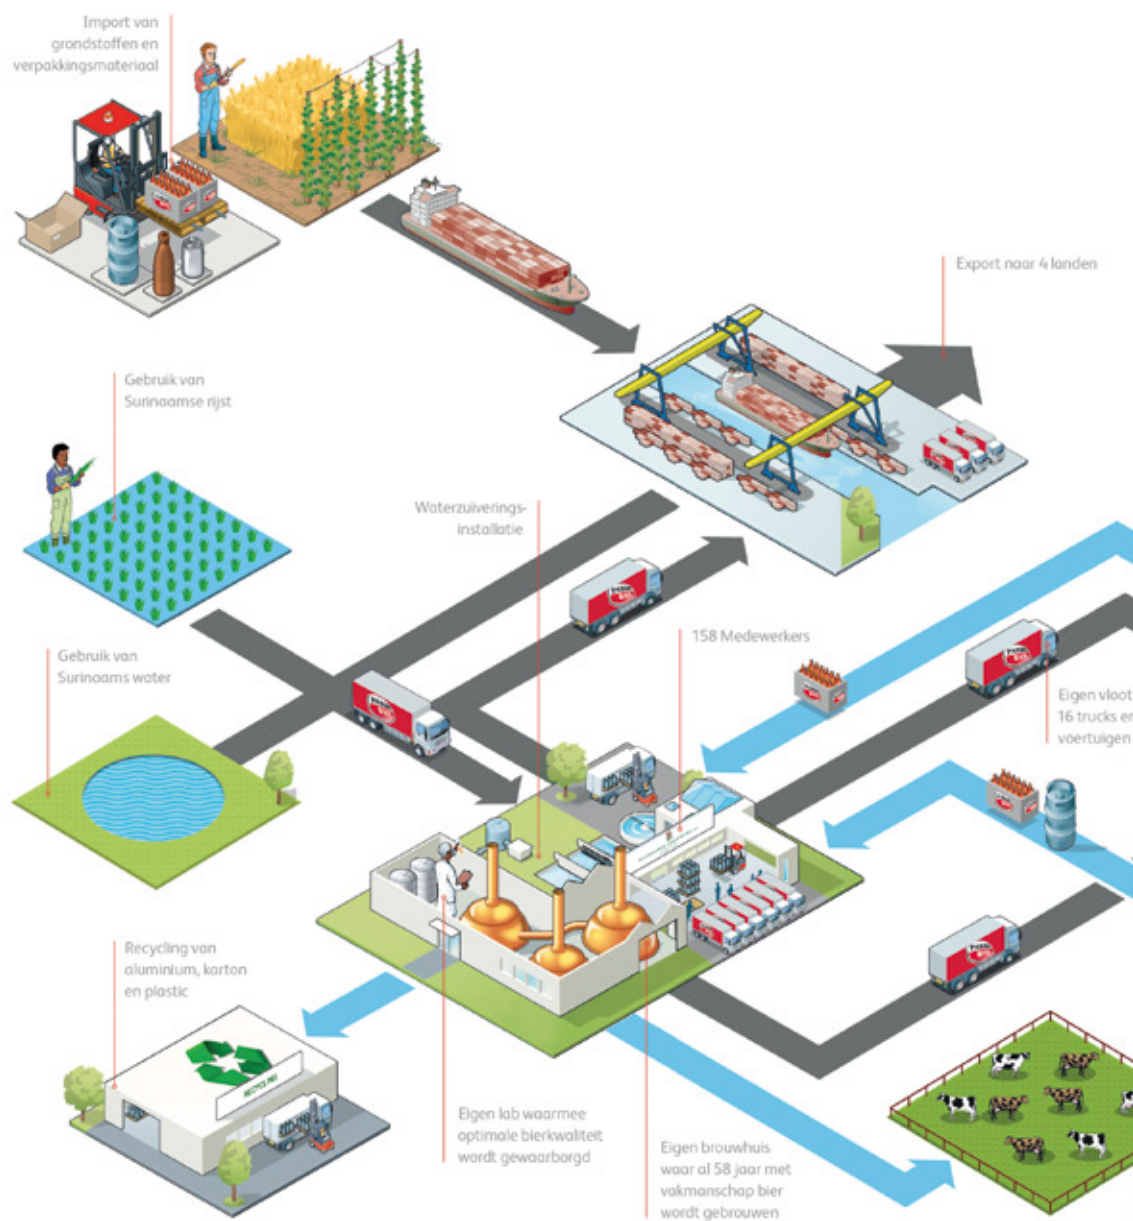 Import van
grondstoffen en
verpakkingsmateriaal
Export naar 4 landen
Gebruik van
Surinaamse rijst
Waterzuiverings-
installatie
158 Medewerkers
Gebruik van
Surinaams water
Eigen vloot
16 trucks en
voertuigen
Recycling van
aluminium, karton
en plastic
RECYCLING
Eigen lab waarmee
optimale bierkwaliteit
wordt gewaarborgd
Eigen brouwhuis
waar al 58 jaar met
vakmanschap bier
wordt gebrouwen